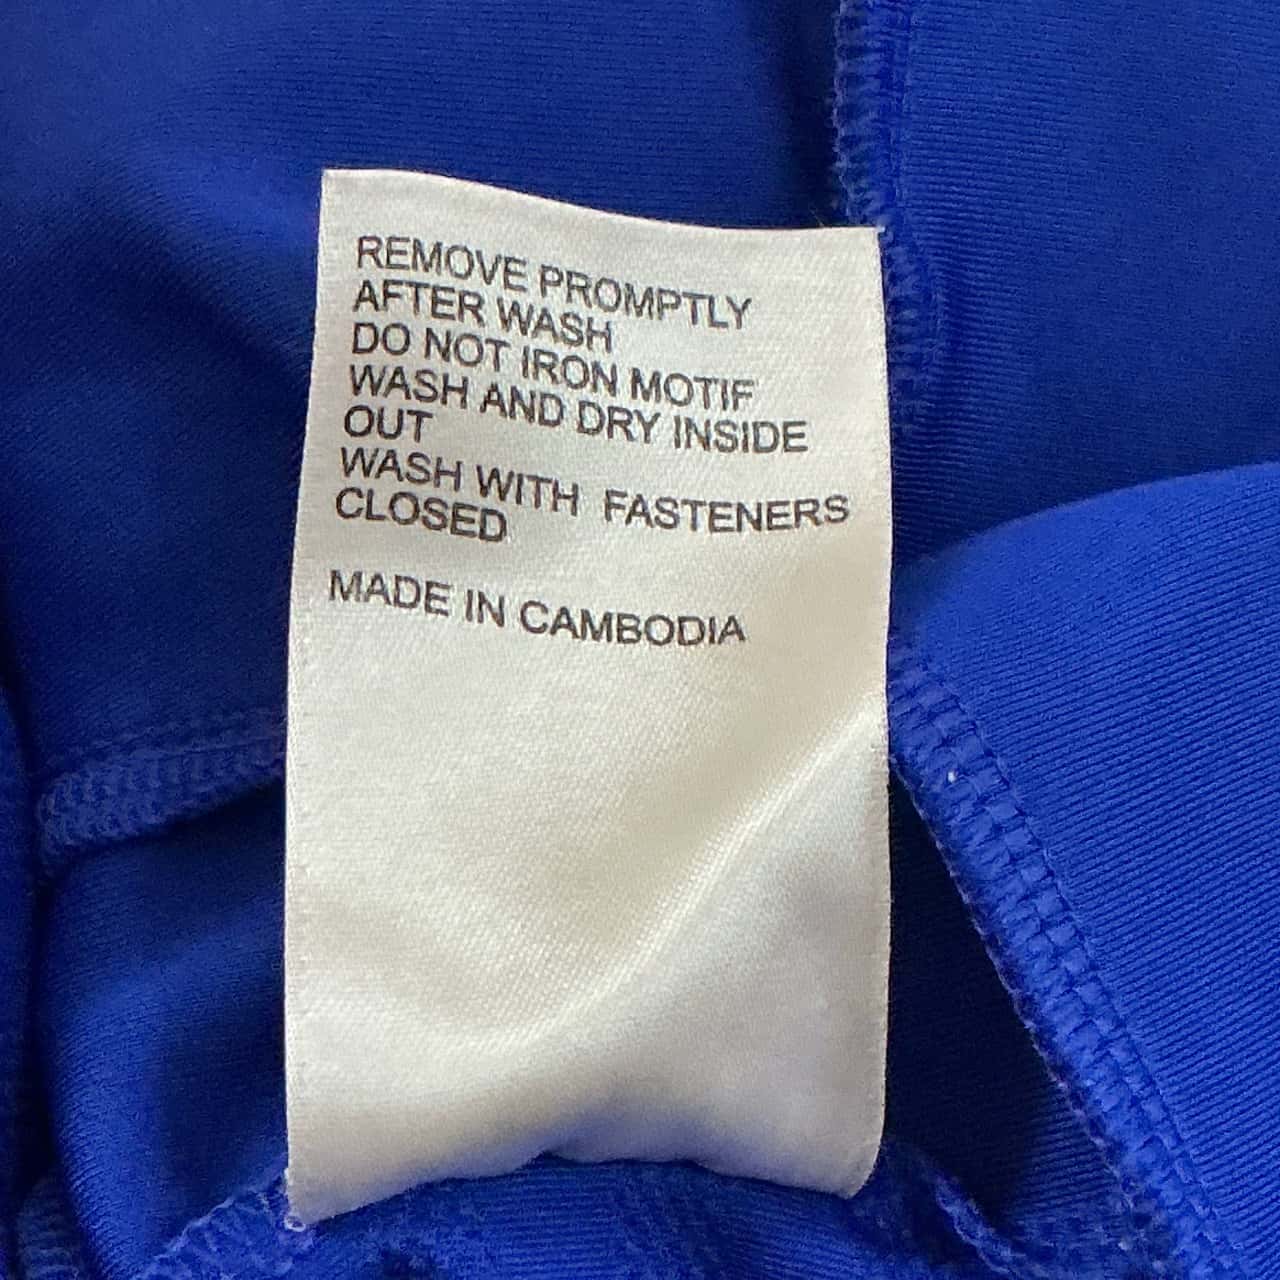 REMOVE PROMPTLY
AFTER WASH
DO NOT IRON MOTIF
WASH AND DRY INSIDE
OUT
WASH WITH FASTENERS
CLOSED
MADE IN CAMBODIA